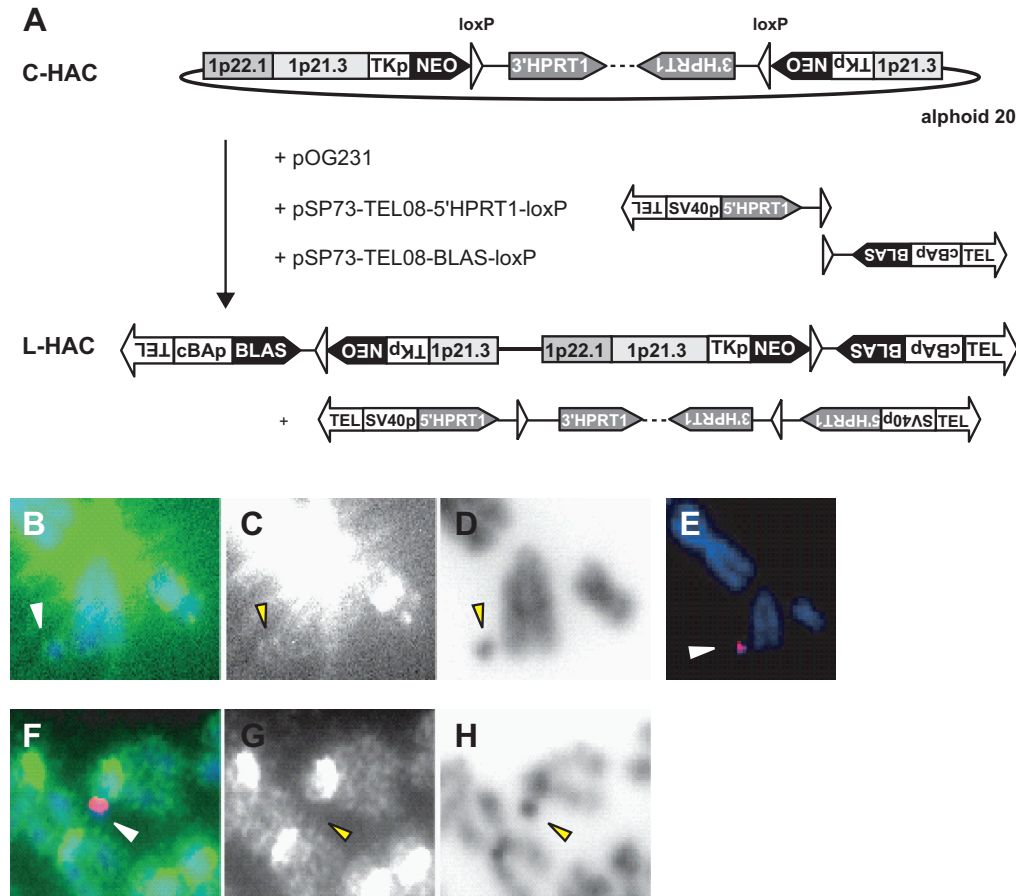 A
loxP loxP
C-HAC
1p22.1 1p21.3 TKp NEO 3'HPRT1 3'HPRT1 NEO TKp 1p21.3
alphoid 20
+ pOG231
+ pSP73-TEL08-5'HPRT1-loxP
TEL SV40p 5'HPRT1
+ pSP73-TEL08-BLAS-loxP
BLAS cBAp TEL
L-HAC
TEL cBAp BLAS NEO TKp 1p21.3 1p22.1 1p21.3 TKp NEO BLAS cBAp TEL
+
TEL SV40p 5'HPRT1 3'HPRT1 3'HPRT1 5'HPRT1 SV40p TEL
B C D E
F G H